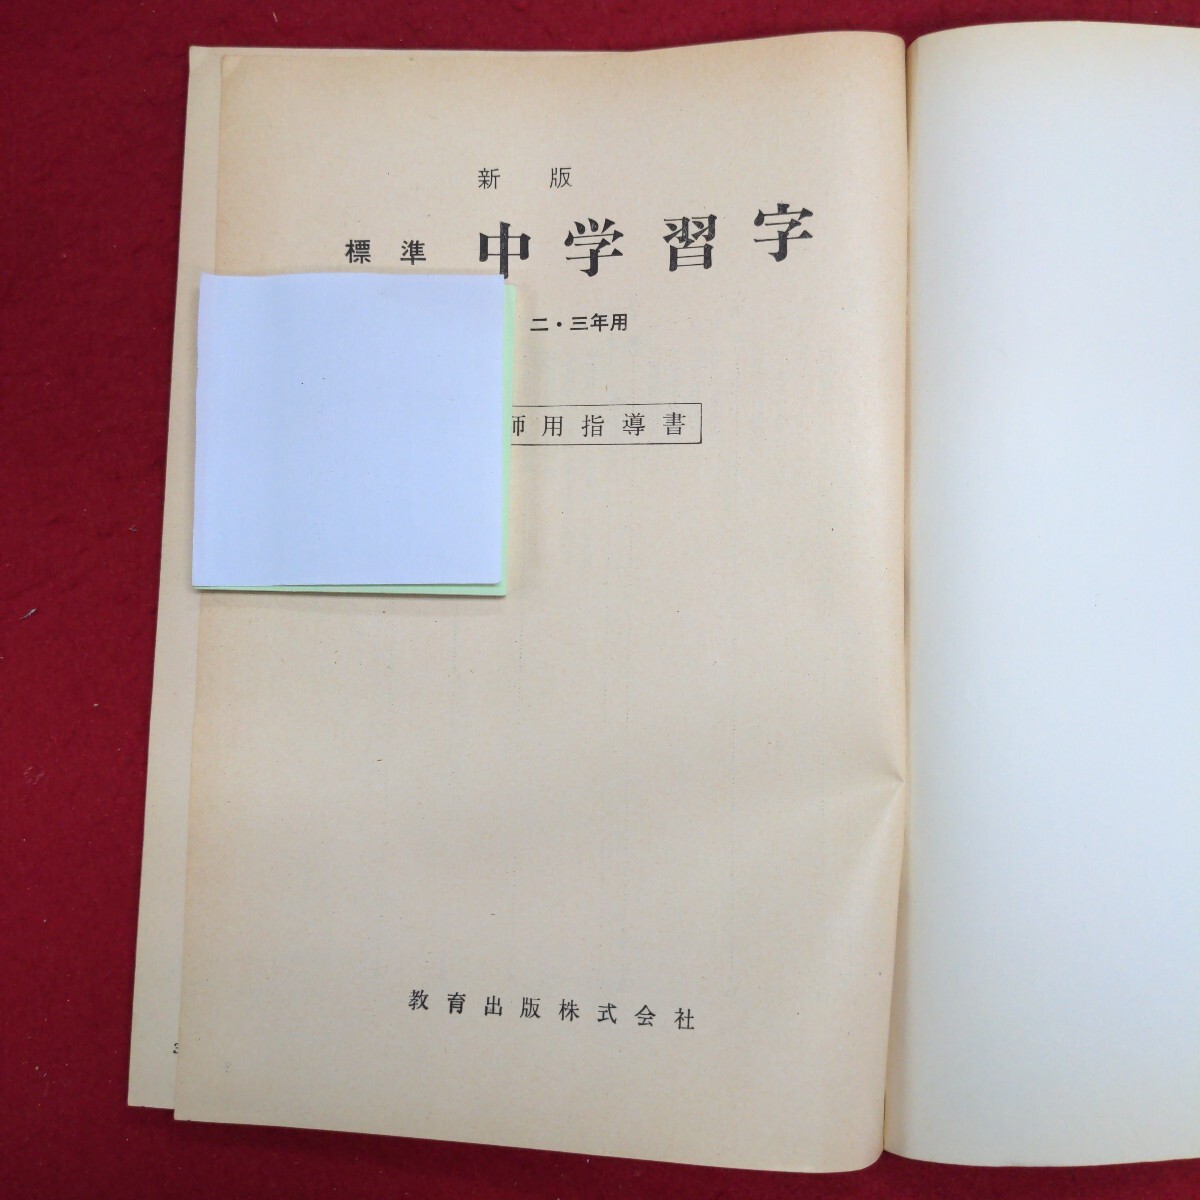 新版
標準 中学習字
二・三年用
師用指導書
教育出版株式会社
3